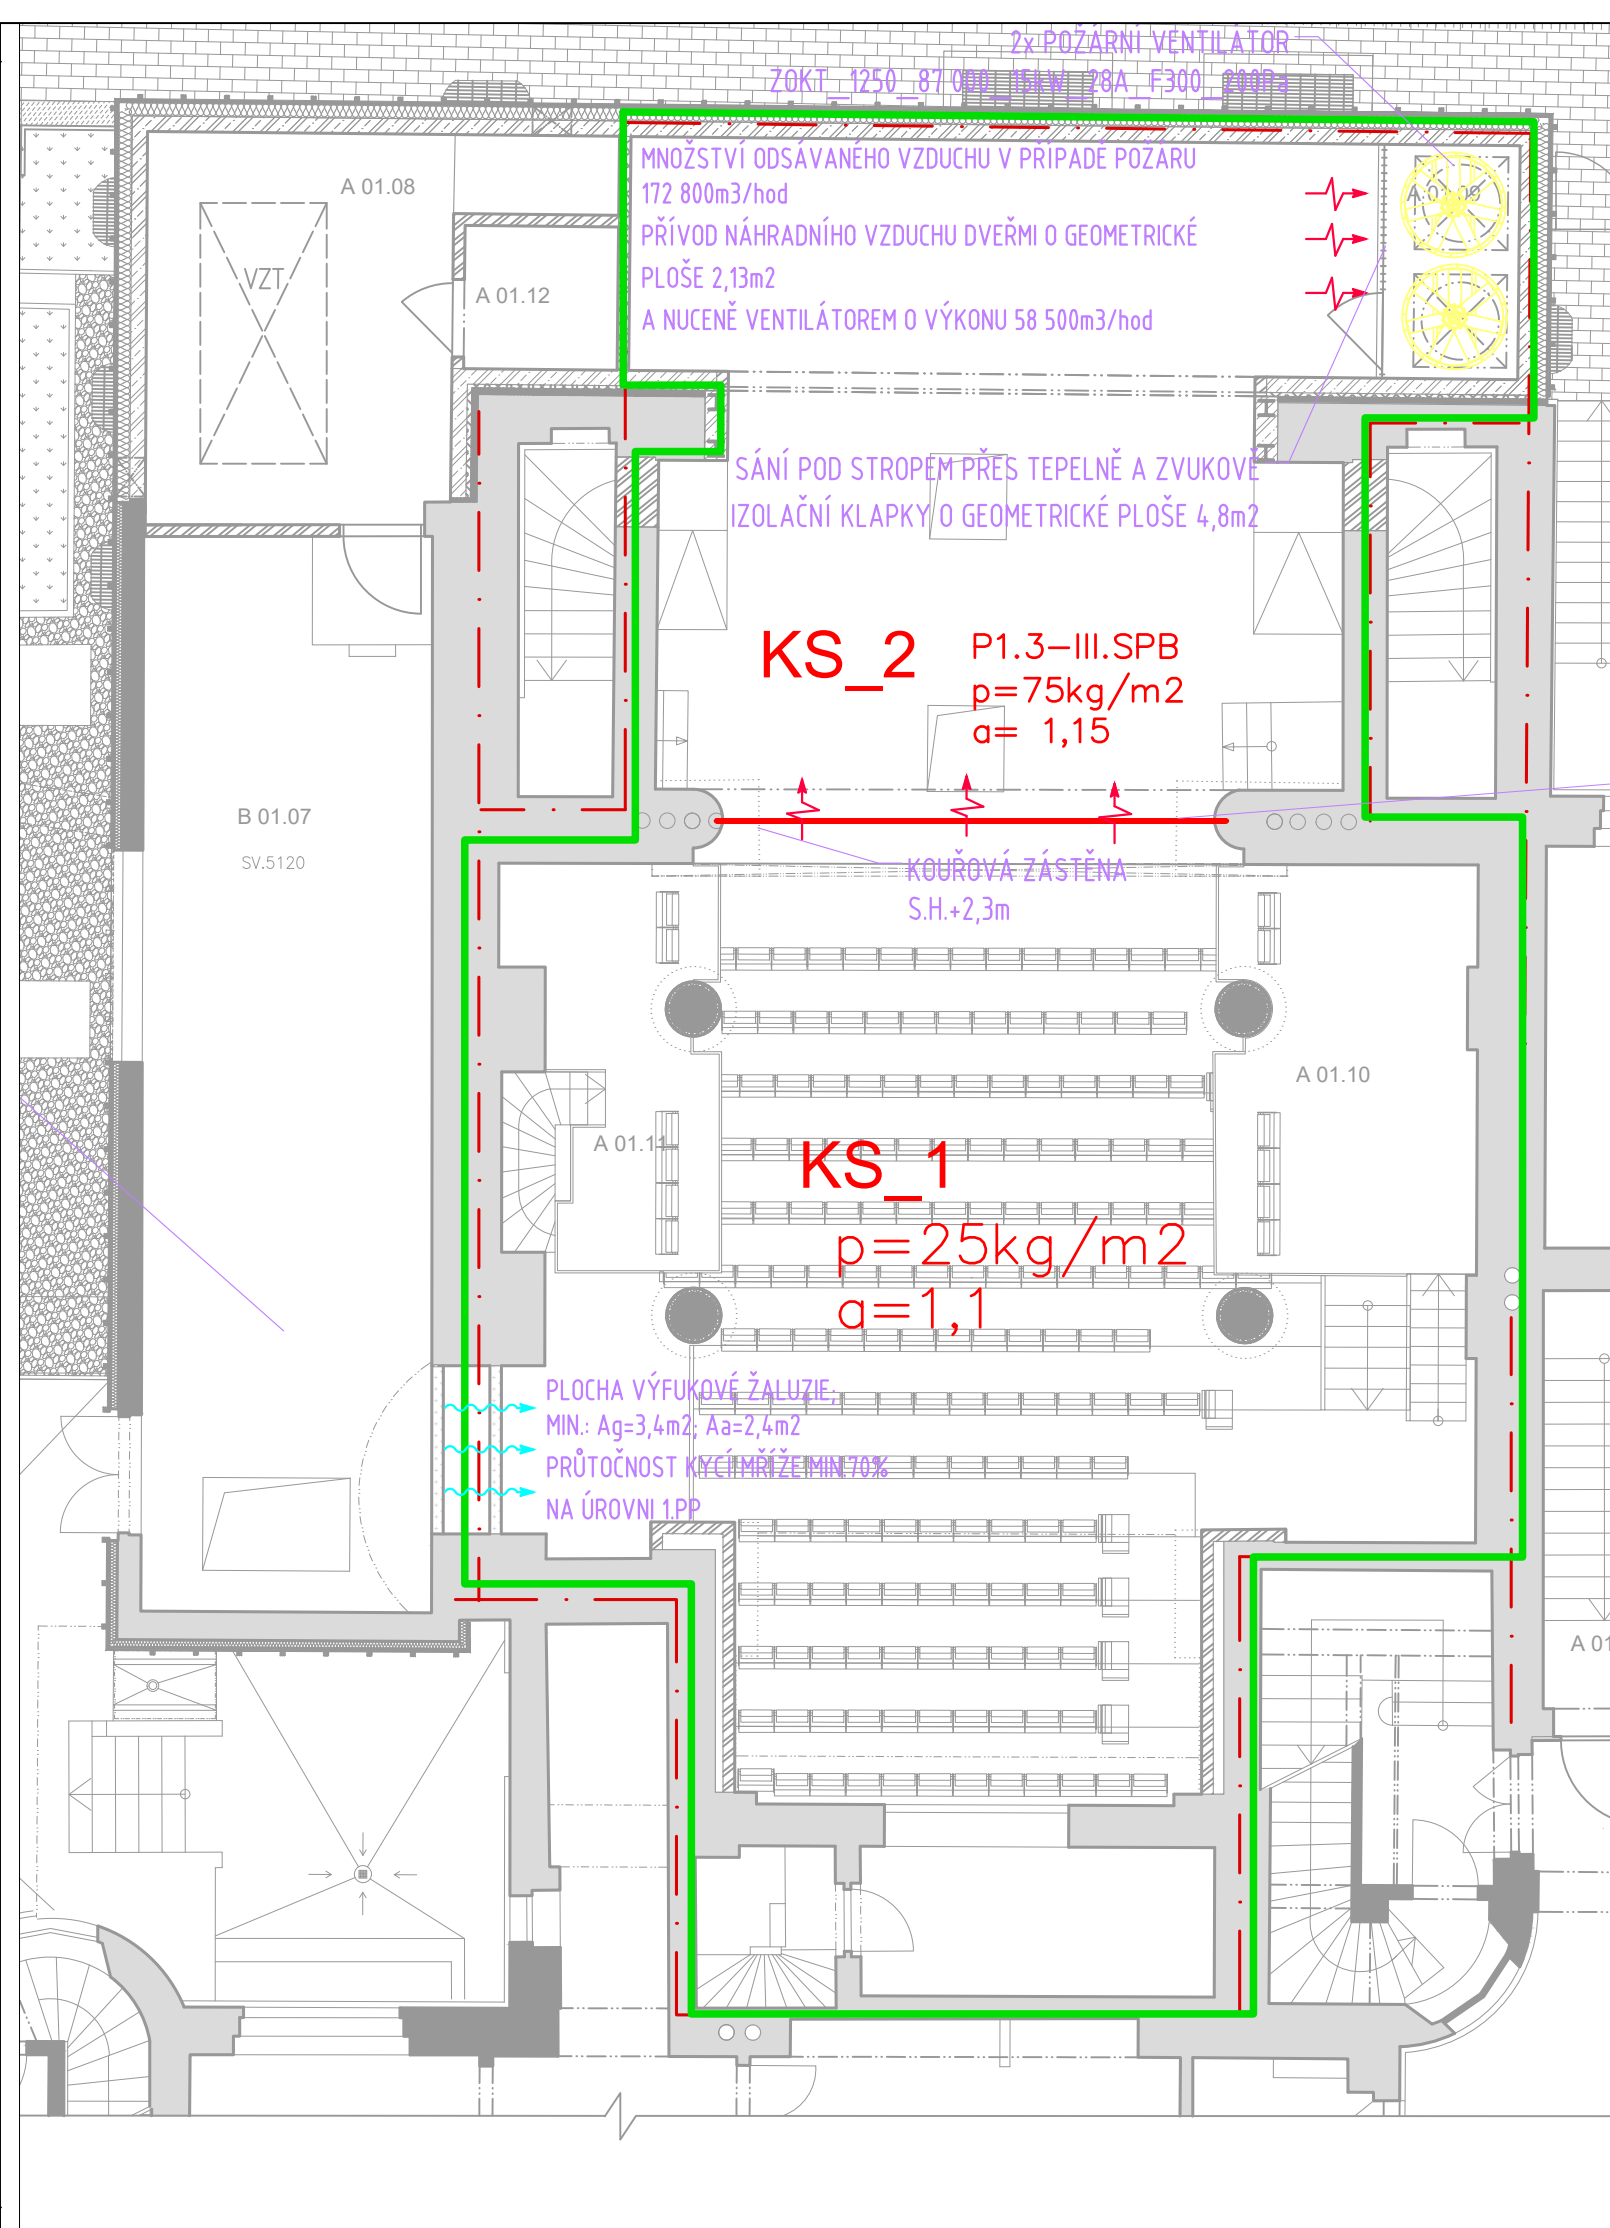 2x POŽÁRNÍ VENTILÁTOR
ZOKT_1250_87 000_15kW_28A_F300_200Pa
MNOŽSTVÍ ODSÁVANÉHO VZDUCHU V PŘÍPADĚ POŽÁRU
172 800m3/hod
PŘÍVOD NÁHRADNÍHO VZDUCHU DVEŘMI O GEOMETRICKÉ
PLOŠE 2,13m2
A NUCENĚ VENTILÁTOREM O VÝKONU 58 500m3/hod
A 01.08
A 01.09
VZT
A 01.12
SÁNÍ POD STROPEM PŘES TEPELNĚ A ZVUKOVĚ
IZOLAČNÍ KLAPKY O GEOMETRICKÉ PLOŠE 4,8m2
KS_2
P1.3-III.SPB
p=75kg/m2
a= 1,15
B 01.07
SV.5120
KOUŘOVÁ ZÁSTĚNA
S.H.+2,3m
A 01.10
A 01.11
KS_1
p=25kg/m2
a=1,1
PLOCHA VÝFUKOVÉ ŽALUZIE;
MIN.: Ag=3,4m2; Aa=2,4m2
PRŮTOČNOST KYCÍ MŘÍŽE MIN.70%
NA ÚROVNI 1.PP
A 01